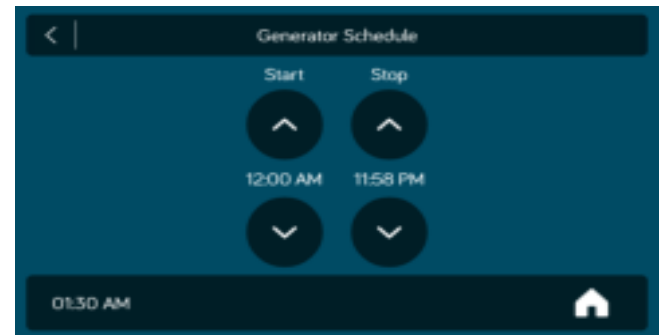 Generator Schedule
Start Stop
12:00 AM 11:58 PM
01:30 AM